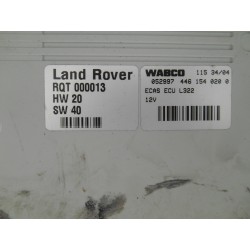 Land Rover
RQT 000013
HW 20
SW 40
WABCO 115 34/04
052997 446 154 020 0
ECAS ECU L322
12V